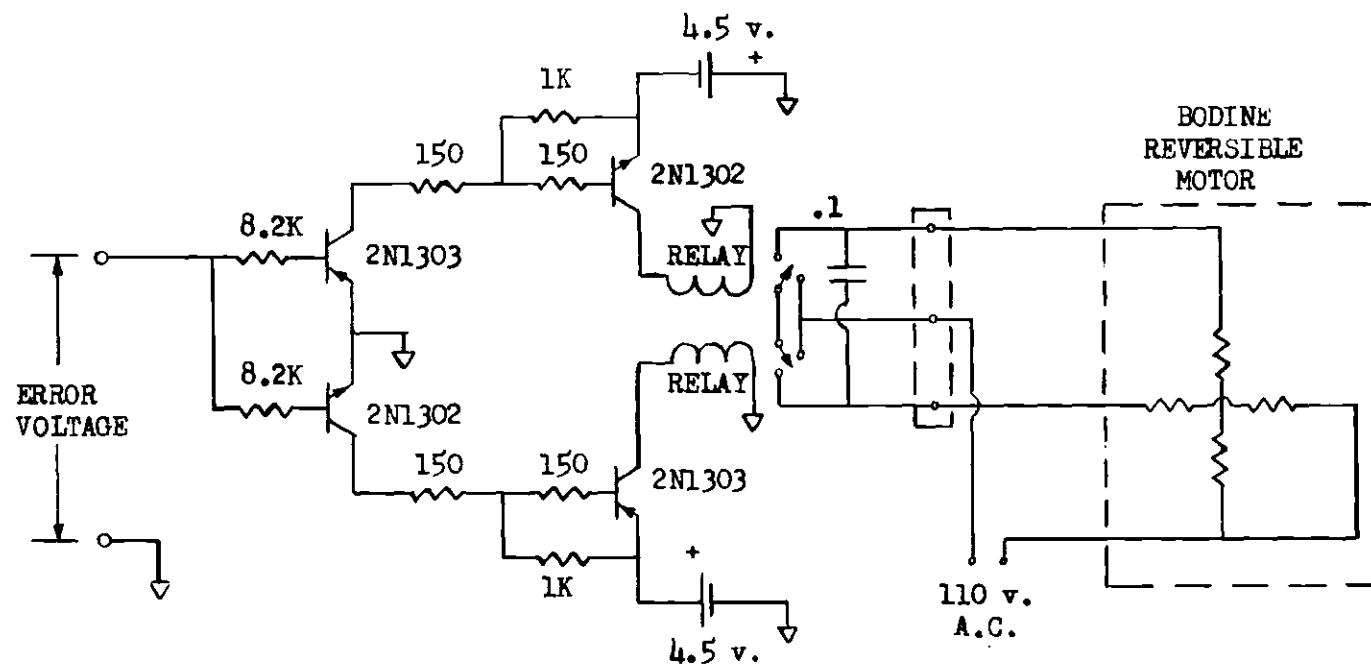 4.5 v.
+
1K
150
150
2N1302
8.2K
2N1303
RELAY
.1
BODINE
REVERSIBLE
MOTOR
ERROR
VOLTAGE
8.2K
2N1302
RELAY
150
150
2N1303
1K
+
4.5 v.
110 v.
A.C.